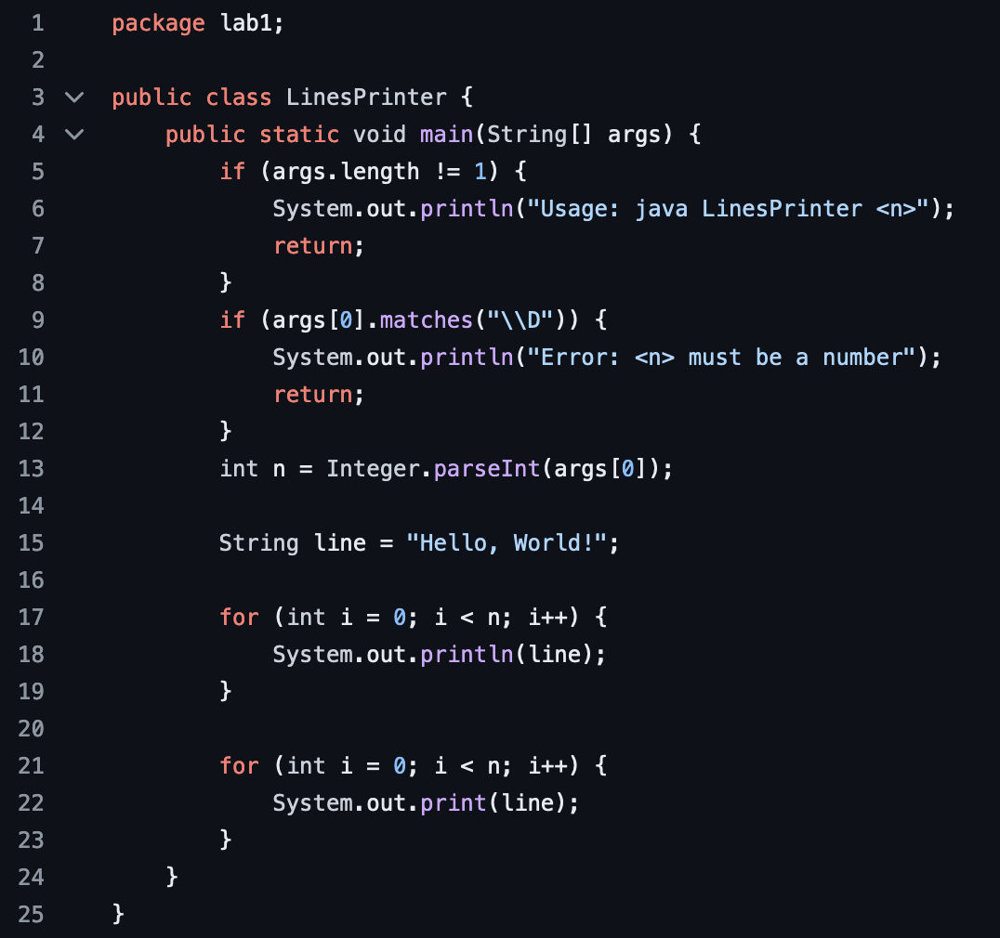 1 package lab1;
2
3 public class LinesPrinter {
4     public static void main(String[] args) {
5         if (args.length != 1) {
6             System.out.println("Usage: java LinesPrinter <n>");
7             return;
8         }
9         if (args[0].matches("\\D")) {
10             System.out.println("Error: <n> must be a number");
11             return;
12         }
13         int n = Integer.parseInt(args[0]);
14
15         String line = "Hello, World!";
16
17         for (int i = 0; i < n; i++) {
18             System.out.println(line);
19         }
20
21         for (int i = 0; i < n; i++) {
22             System.out.print(line);
23         }
24     }
25 }